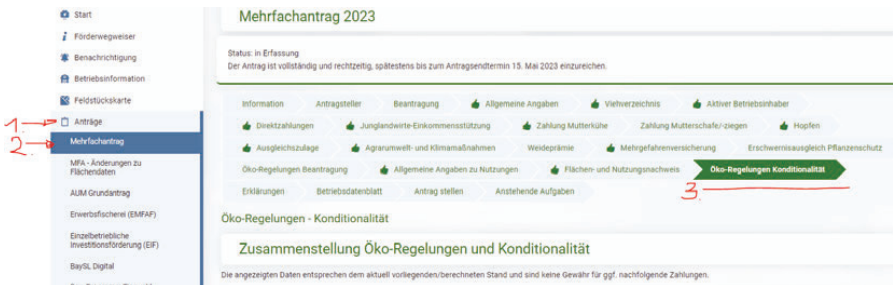 Start
Förderwegweiser
Benachrichtigung
Betriebsinformation
Feldstückskarte
1. Anträge
2. Mehrfachantrag
MFA - Änderungen zu
Flächendaten
AUM Grundantrag
Erwerbsfischerei (EMFAF)
Einzelbetriebliche
Investitionsförderung (EIF)
BaySL Digital
Mehrfachantrag 2023
Status: in Erfassung
Der Antrag ist vollständig und rechtzeitig, spätestens bis zum Antragsendtermin 15. Mai 2023 einzureichen.
Information Antragsteller Beantragung Allgemeine Angaben Viehverzeichnis Aktiver Betriebsinhaber
Direktzahlungen Junglandwirte-Einkommensstützung Zahlung Mutterkühe Zahlung Mutterschafe/-ziegen Hopfen
Ausgleichszulage Agrarumwelt- und Klimamaßnahmen Weideprämie Mehrgefahrenversicherung Erschwernisausgleich Pflanzenschutz
Öko-Regelungen Beantragung Allgemeine Angaben zu Nutzungen Flächen- und Nutzungsnachweis Öko-Regelungen Konditionalität
3.
Erklärungen Betriebsdatenblatt Antrag stellen Anstehende Aufgaben
Öko-Regelungen - Konditionalität
Zusammenstellung Öko-Regelungen und Konditionalität
Die angezeigten Daten entsprechen dem aktuell vorliegenden/berechneten Stand und sind keine Gewähr für ggf. nachfolgende Zahlungen.